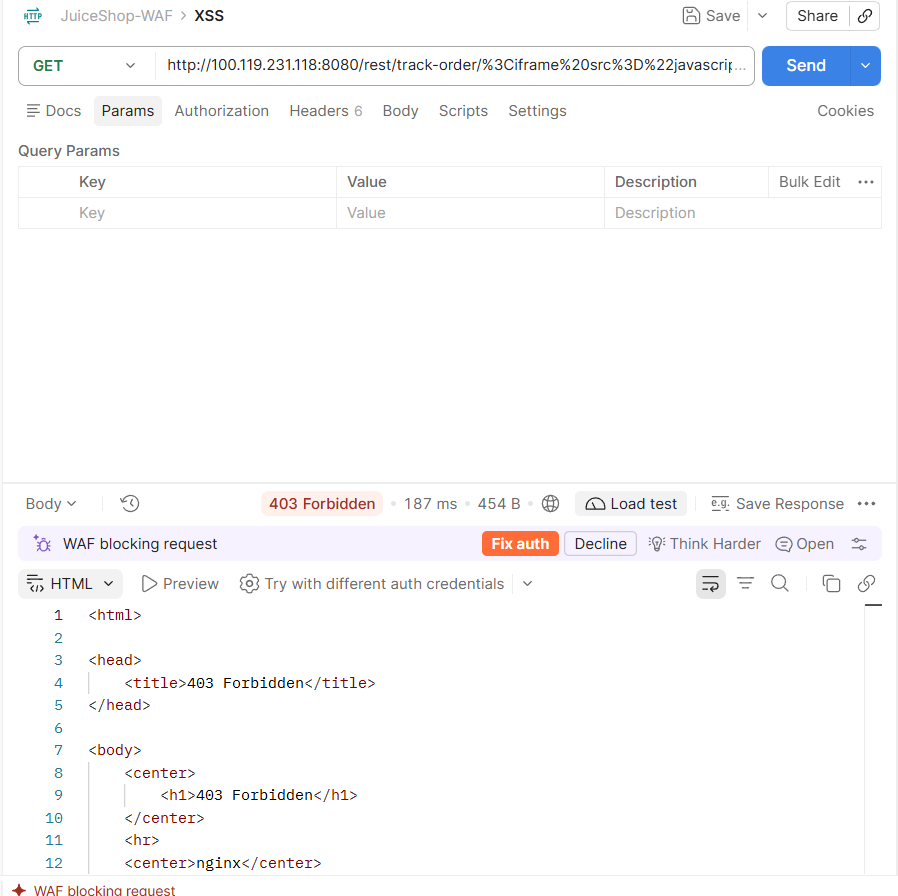 HTTP JuiceShop-WAF > XSS Save Share
GET http://100.119.231.118:8080/rest/track-order/%3Ciframe%20src%3D%22javascrip... Send
Docs Params Authorization Headers 6 Body Scripts Settings Cookies
Query Params
Key Value Description Bulk Edit ...
Key Value Description
Body 403 Forbidden • 187 ms • 454 B • Load test e.g. Save Response ...
WAF blocking request Fix auth Decline Think Harder Open
HTML Preview Try with different auth credentials
1 <html>
2
3 <head>
4 <title>403 Forbidden</title>
5 </head>
6
7 <body>
8 <center>
9 <h1>403 Forbidden</h1>
10 </center>
11 <hr>
12 <center>nginx</center>
WAF blocking request